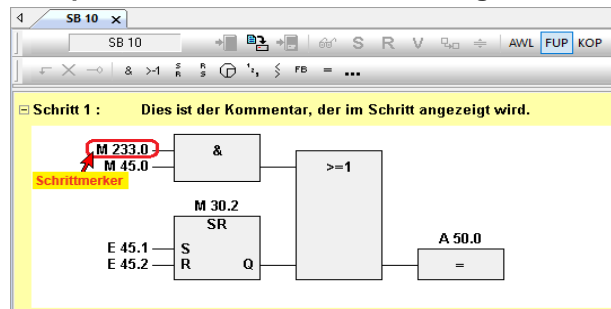 SB 10 x
SB 10 S R V AWL FUP KOP
& >-1 S R R S FB = ...
Schritt 1 : Dies ist der Kommentar, der im Schritt angezeigt wird.
M 233.0
&
M 45.0
>=1
Schrittmerker
M 30.2
SR
A 50.0
E 45.1 S
=
E 45.2 R Q